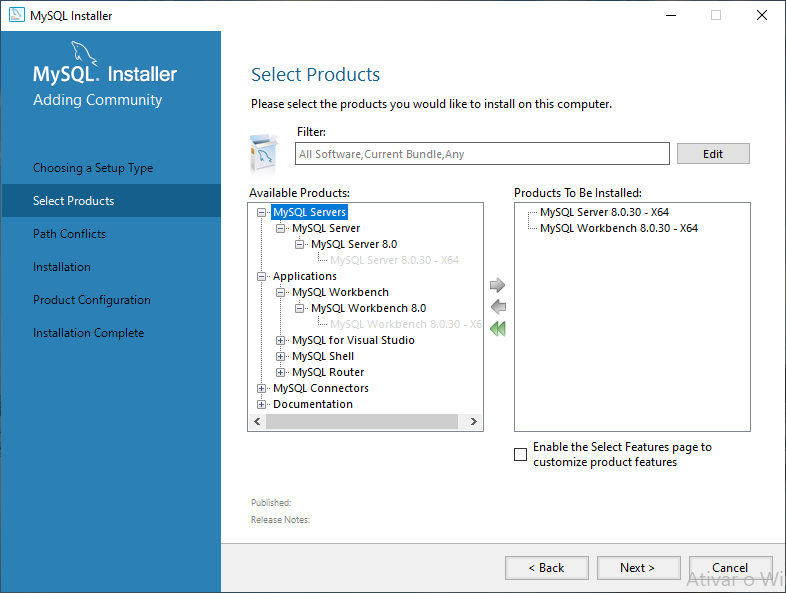 MySQL Installer
MySQL. Installer
Adding Community
Choosing a Setup Type
Select Products
Path Conflicts
Installation
Product Configuration
Installation Complete
Select Products
Please select the products you would like to install on this computer.
Filter:
All Software,Current Bundle,Any
Edit
Available Products:
MySQL Servers
MySQL Server
MySQL Server 8.0
MySQL Server 8.0.30 - X64
Applications
MySQL Workbench
MySQL Workbench 8.0
MySQL Workbench 8.0.30 - X6
MySQL for Visual Studio
MySQL Shell
MySQL Router
MySQL Connectors
Documentation
Products To Be Installed:
MySQL Server 8.0.30 - X64
MySQL Workbench 8.0.30 - X64
Enable the Select Features page to
customize product features
Published:
Release Notes:
< Back
Next >
Cancel
Ativar o Wi